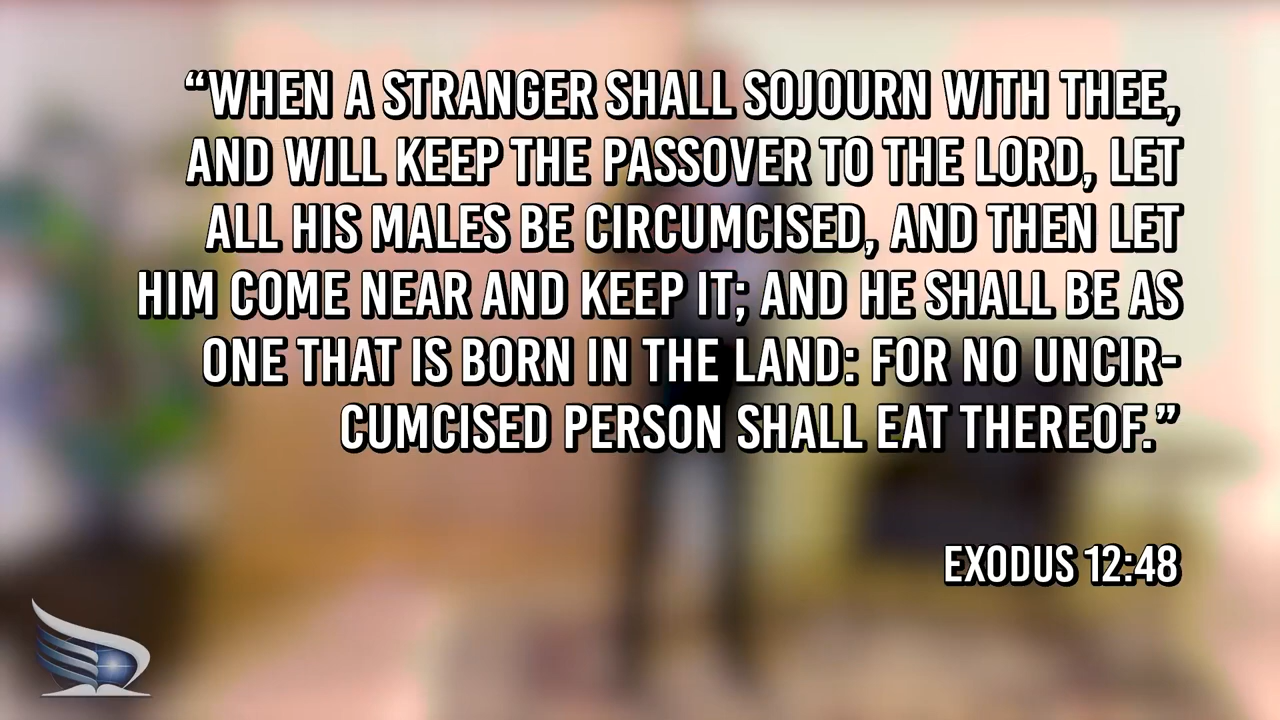 “WHEN A STRANGER SHALL SOJOURN WITH THEE,
AND WILL KEEP THE PASSOVER TO THE LORD, LET
ALL HIS MALES BE CIRCUMCISED, AND THEN LET
HIM COME NEAR AND KEEP IT; AND HE SHALL BE AS
ONE THAT IS BORN IN THE LAND: FOR NO UNCIR-
CUMCISED PERSON SHALL EAT THEREOF.”
EXODUS 12:48